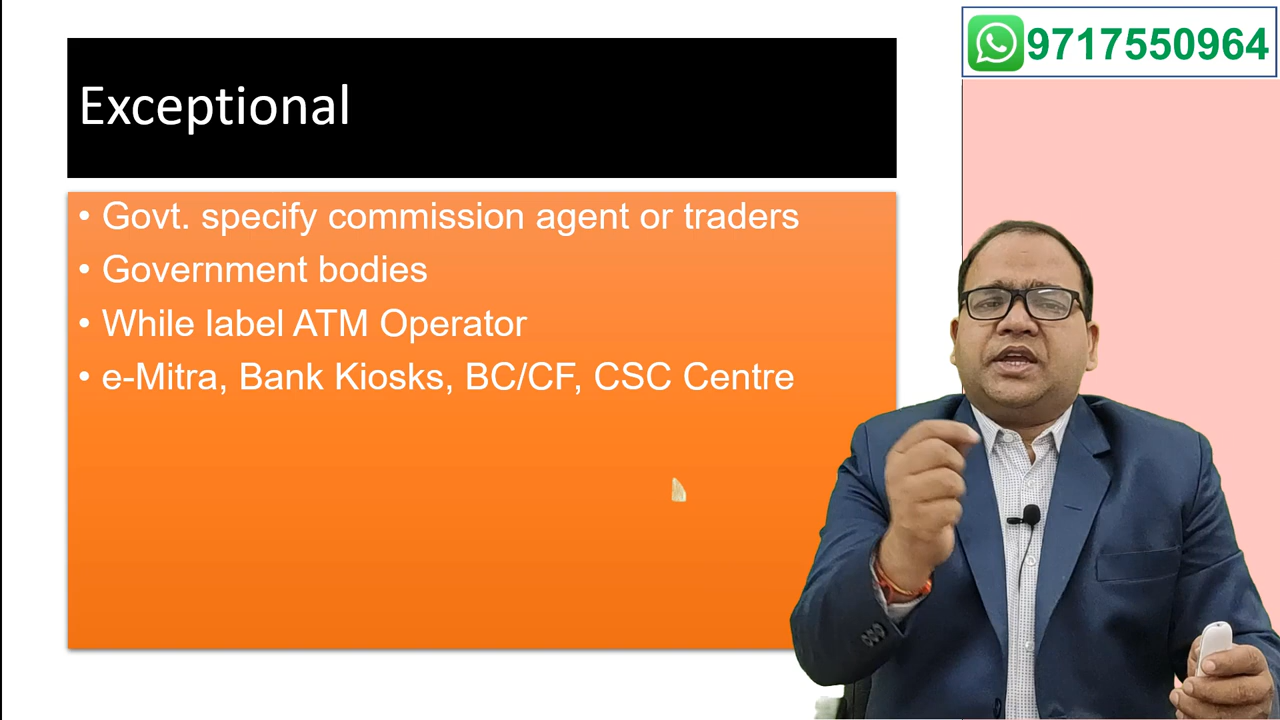 9717550964
Exceptional
• Govt. specify commission agent or traders
• Government bodies
• While label ATM Operator
• e-Mitra, Bank Kiosks, BC/CF, CSC Centre